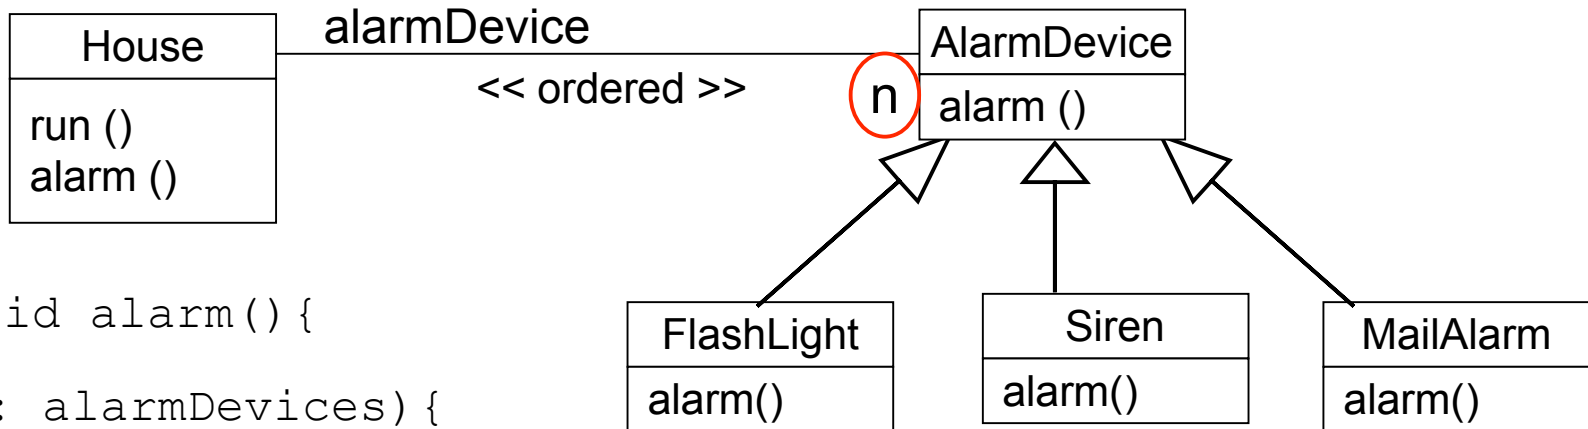 House
run ()
alarm ()
alarmDevice
<< ordered >>
n
AlarmDevice
alarm ()
id alarm(){
: alarmDevices){
FlashLight
alarm()
Siren
alarm()
MailAlarm
alarm()